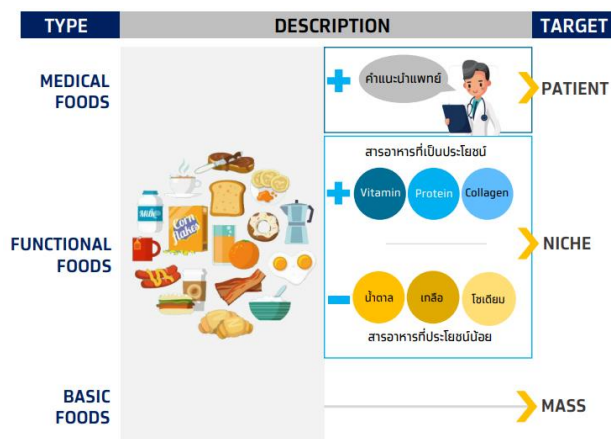 TYPE
DESCRIPTION
TARGET
MEDICAL
FOODS
คำแนะนำแพทย์
PATIENT
FUNCTIONAL
FOODS
Milk
Corn
flakes
สารอาหารที่เป็นประโยชน์
Vitamin
Protein
Collagen
NICHE
น้ำตาล
เกลือ
โซเดียม
สารอาหารที่ประโยชน์น้อย
BASIC
FOODS
MASS